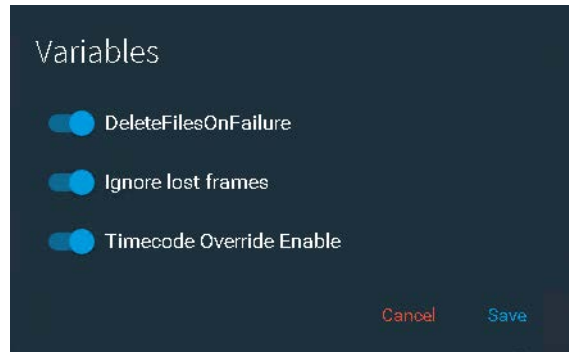 Variables
DeleteFilesOnFailure
Ignore lost frames
Timecode Override Enable
Cancel Save